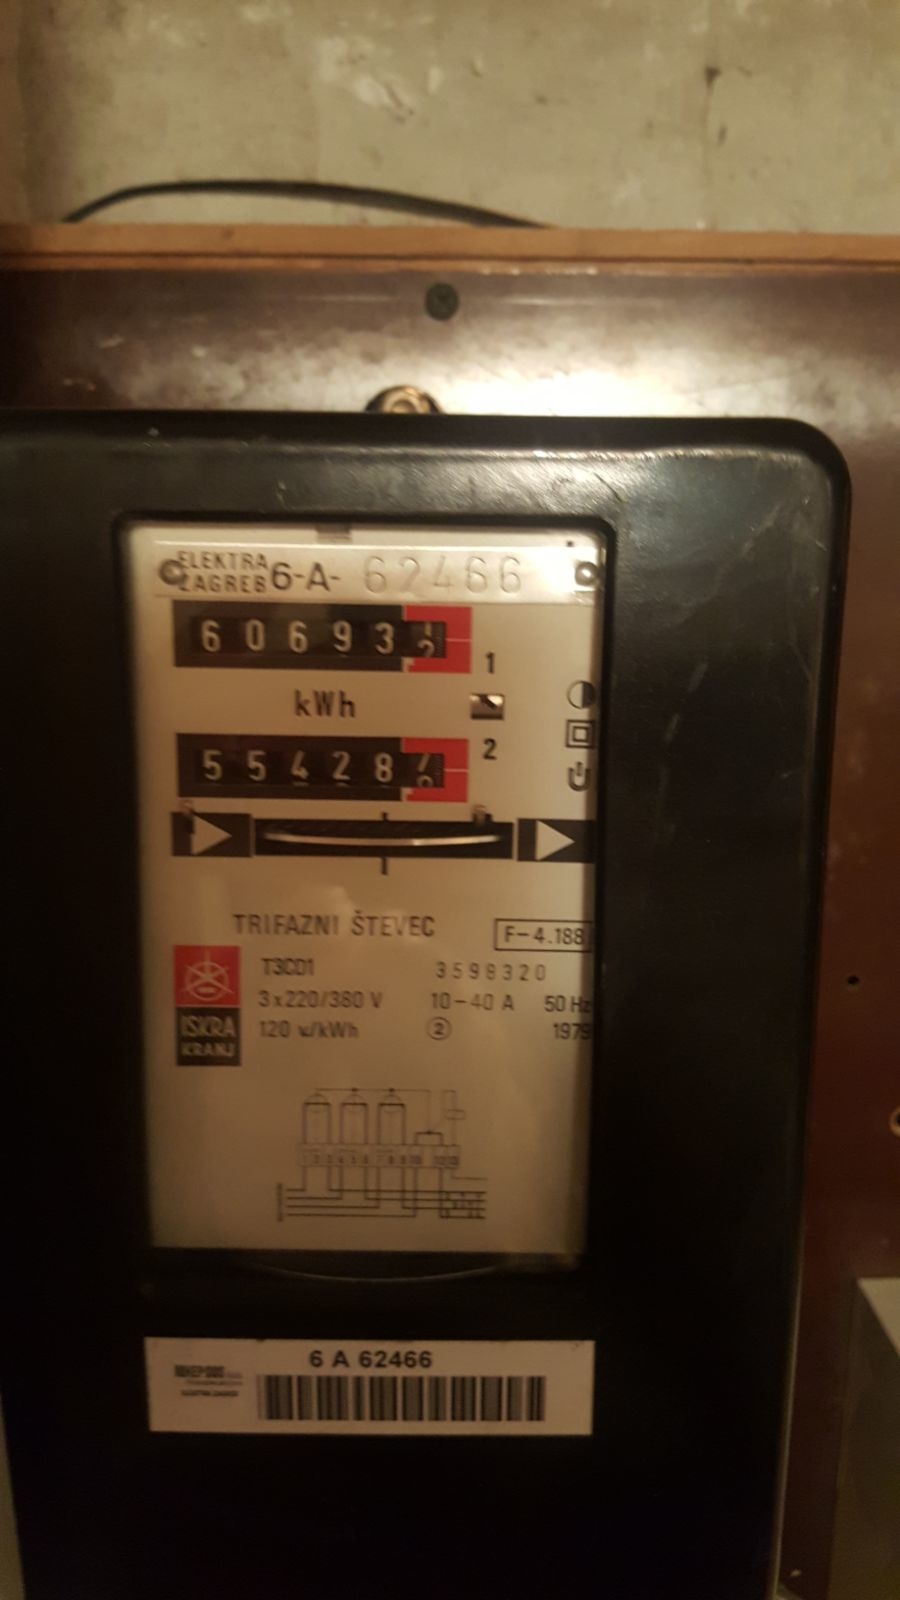 ELEKTRA
ZAGREB 6-A- 62466
60693
1
kWh
2
55428
TRIFAZNI ŠTEVEC
F-4.188
T3CD1 3598320
3x220/380 V 10-40 A 50 Hz
120 u/kWh 2 1979
ISKRA
KRANJ
6 A 62466